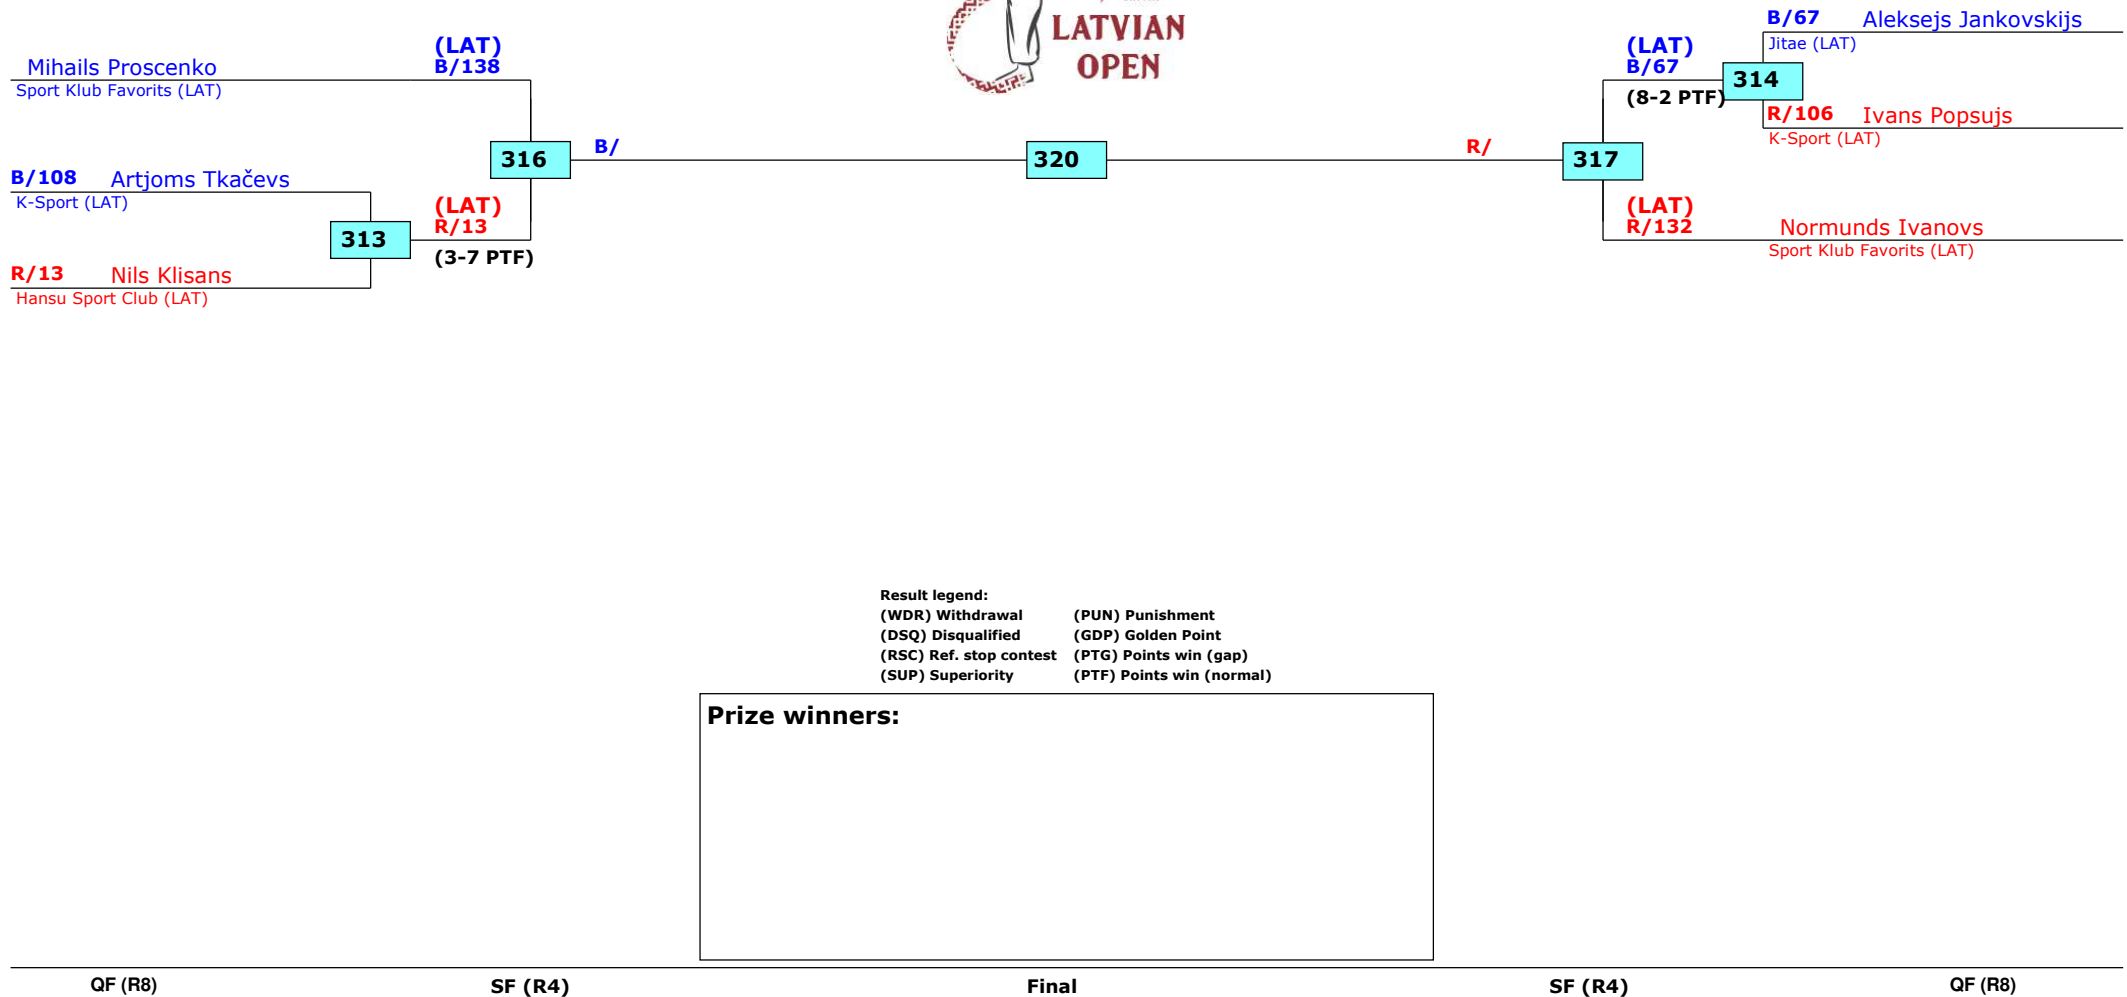 LATVIAN
OPEN
(LAT)
B/138
Mihails Proscenko
Sport Klub Favorits (LAT)
316
B/
B/108 Artjoms Tkačevs
K-Sport (LAT)
313
(LAT)
R/13
(3-7 PTF)
R/13 Nils Klisans
Hansu Sport Club (LAT)
320
R/
317
B/67 Aleksejs Jankovskijs
Jitae (LAT)
(LAT)
B/67
(8-2 PTF)
314
R/106 Ivans Popsujs
K-Sport (LAT)
(LAT)
R/132
Normunds Ivanovs
Sport Klub Favorits (LAT)
Result legend:
(WDR) Withdrawal (PUN) Punishment
(DSQ) Disqualified (GDP) Golden Point
(RSC) Ref. stop contest (PTG) Points win (gap)
(SUP) Superiority (PTF) Points win (normal)
Prize winners:
QF (R8) SF (R4) Final SF (R4) QF (R8)